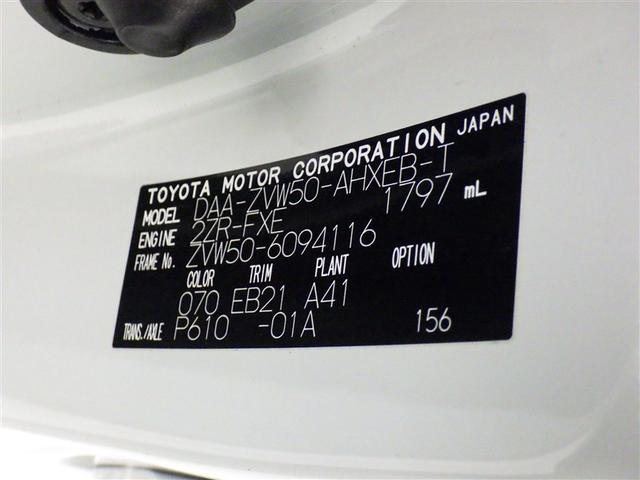 TOYOTA MOTOR CORPORATION JAPAN
MODEL DAA-ZVW50-AHXEB-T
ENGINE 2ZR-FXE 1797 mL
FRAME No. ZVW50-6094116
COLOR TRIM PLANT OPTION
070 EB21 A41
TRANS./AXLE P610 -01A 156